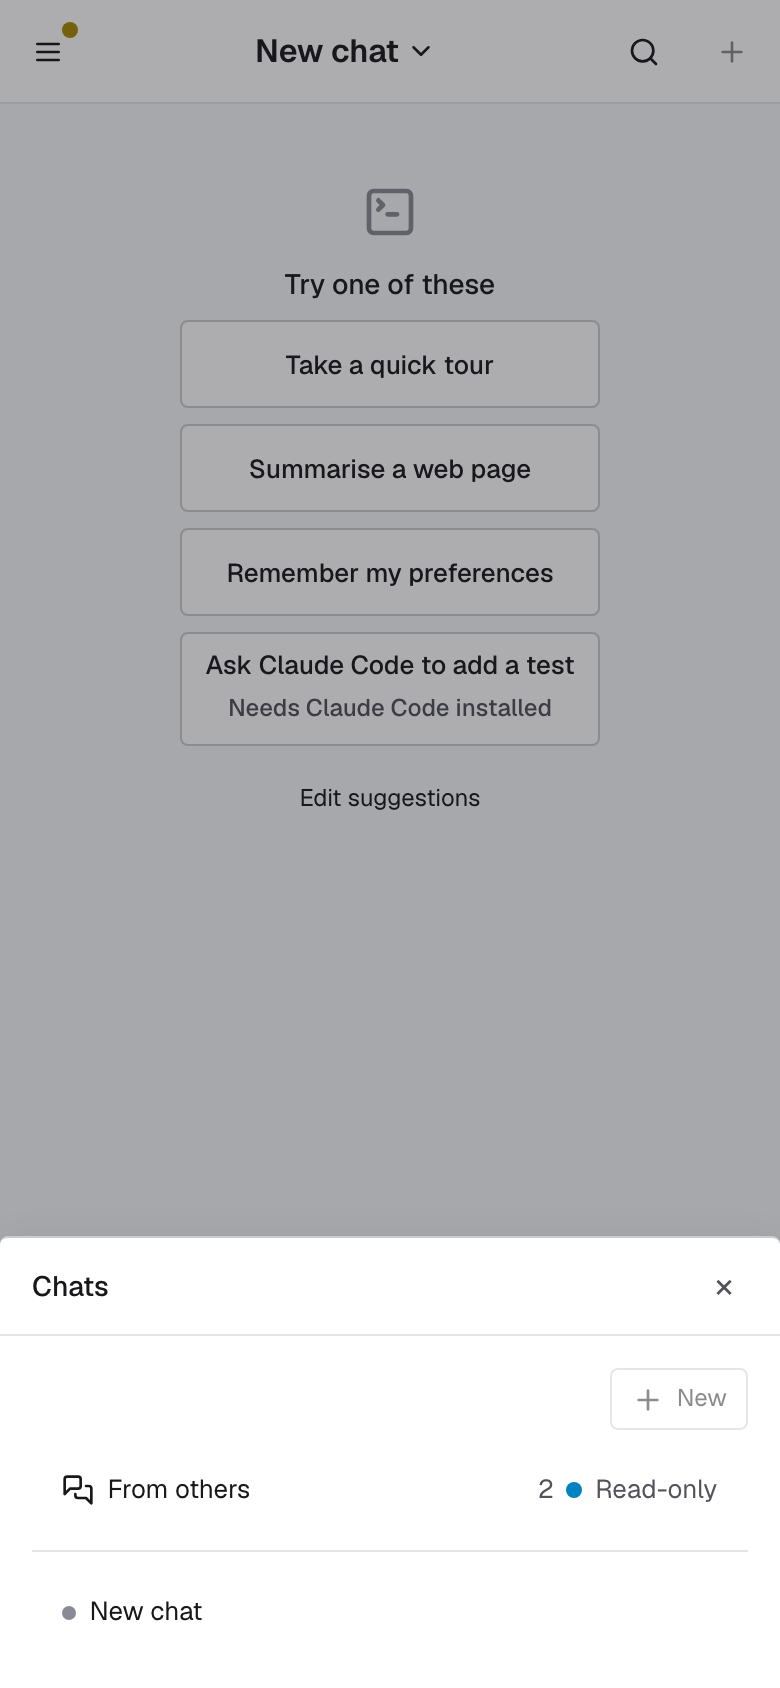 New chat
Try one of these
Take a quick tour
Summarise a web page
Remember my preferences
Ask Claude Code to add a test
Needs Claude Code installed
Edit suggestions
Chats
New
From others 2 Read-only
New chat